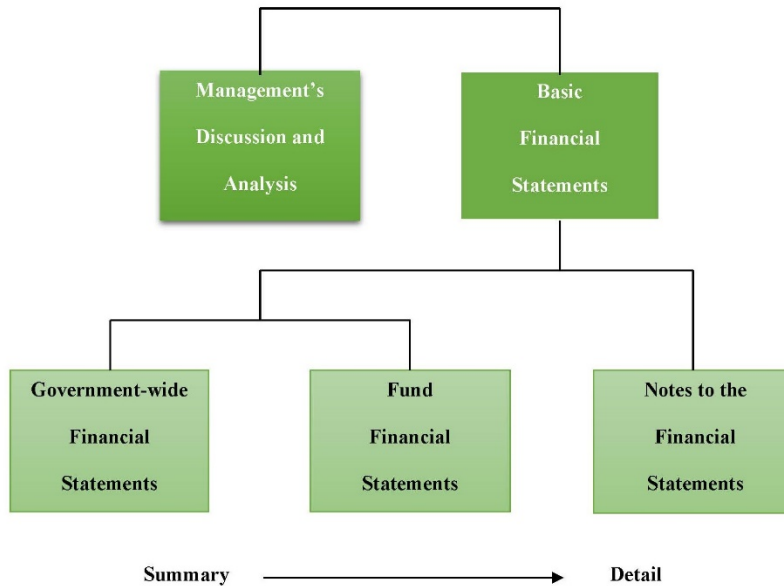 Management’s
Discussion and
Analysis
Basic
Financial
Statements
Government-wide
Financial
Statements
Fund
Financial
Statements
Notes to the
Financial
Statements
Summary
Detail